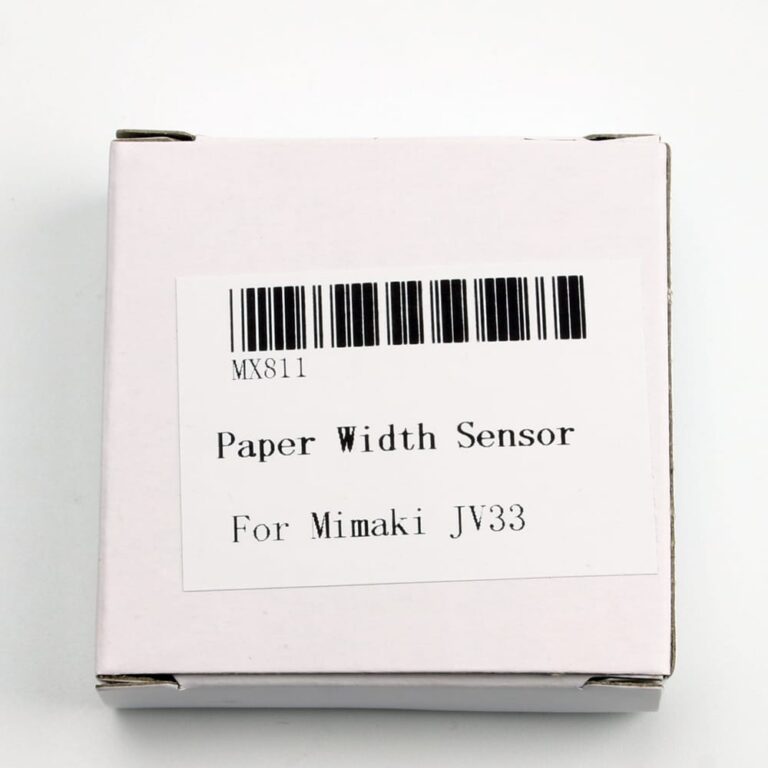 MX811
Paper Width Sensor
For Mimaki JV33